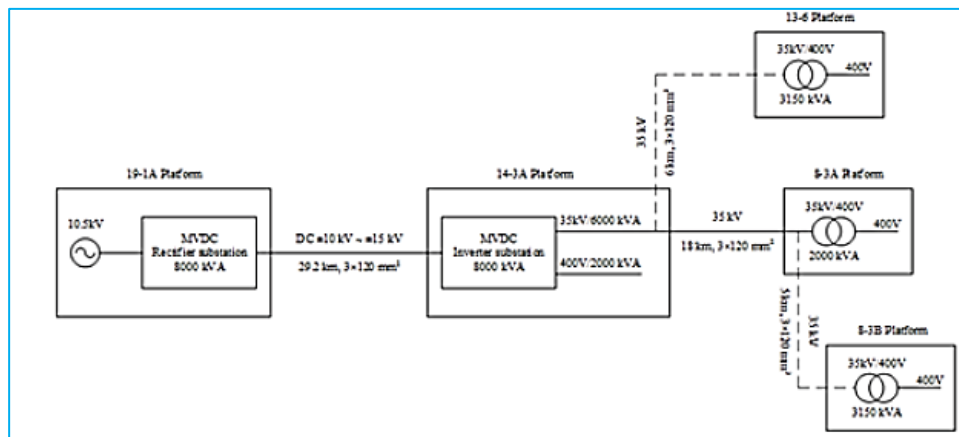 13-6 Platform
35kV/400V
400V
3150 kVA
35 kV
6 km, 3×120 mm²
19-1A Platform
10.5kV
MVDC
Rectifier substation
8000 kVA
DC ±10 kV ~ ±15 kV
29.2 km, 3×120 mm²
14-3A Platform
MVDC
Inverter substation
8000 kVA
35kV/6000 kVA
400V/2000 kVA
35 kV
18 km, 3×120 mm²
8-3A Platform
35kV/400V
400V
2000 kVA
35 kV
5 km, 3×120 mm²
8-3B Platform
35kV/400V
400V
3150 kVA